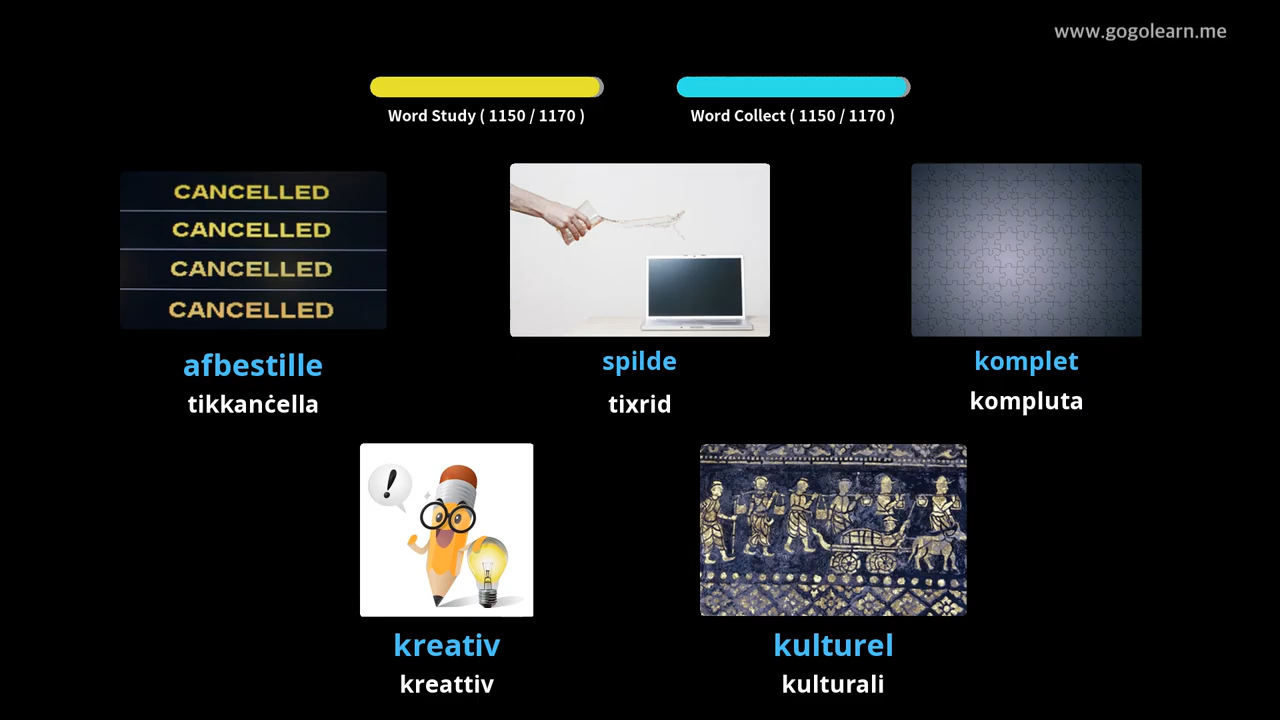 www.gogolearn.me
Word Study ( 1150 / 1170 )
Word Collect ( 1150 / 1170 )
CANCELLED
CANCELLED
CANCELLED
CANCELLED
afbestille
tikkanċella
spilde
tixrid
komplet
kompluta
!
kreativ
kreattiv
kulturel
kulturali